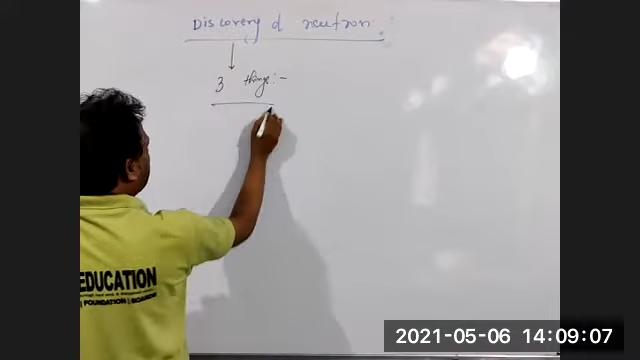 Discovery of neutron.
3 things:-
EDUCATION
| FOUNDATION | BOARDS
2021-05-06 14:09:07